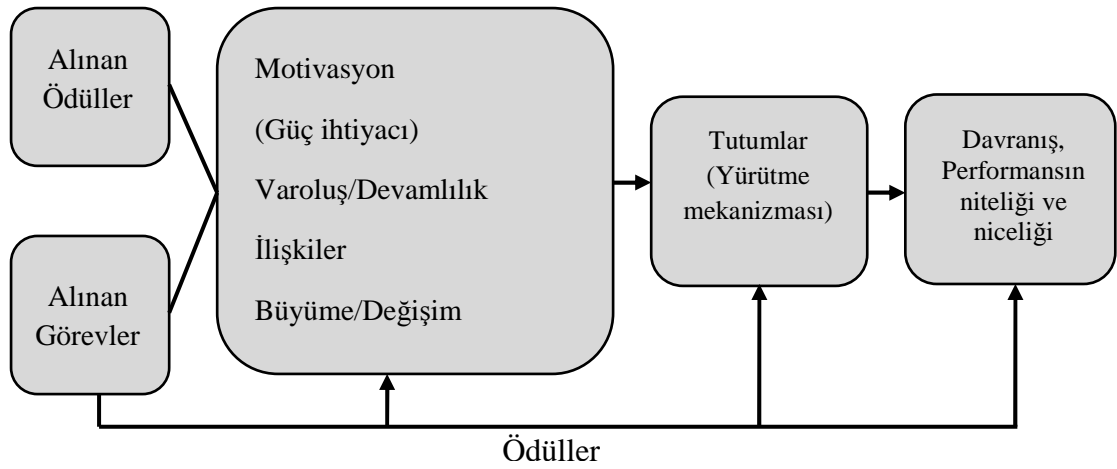 Alınan
Ödüller
Alınan
Görevler
Motivasyon
(Güç ihtiyacı)
Varoluş/Devamlılık
İlişkiler
Büyüme/Değişim
Tutumlar
(Yürütme
mekanizması)
Davranış,
Performansın
niteliği ve
niceliği
Ödüller